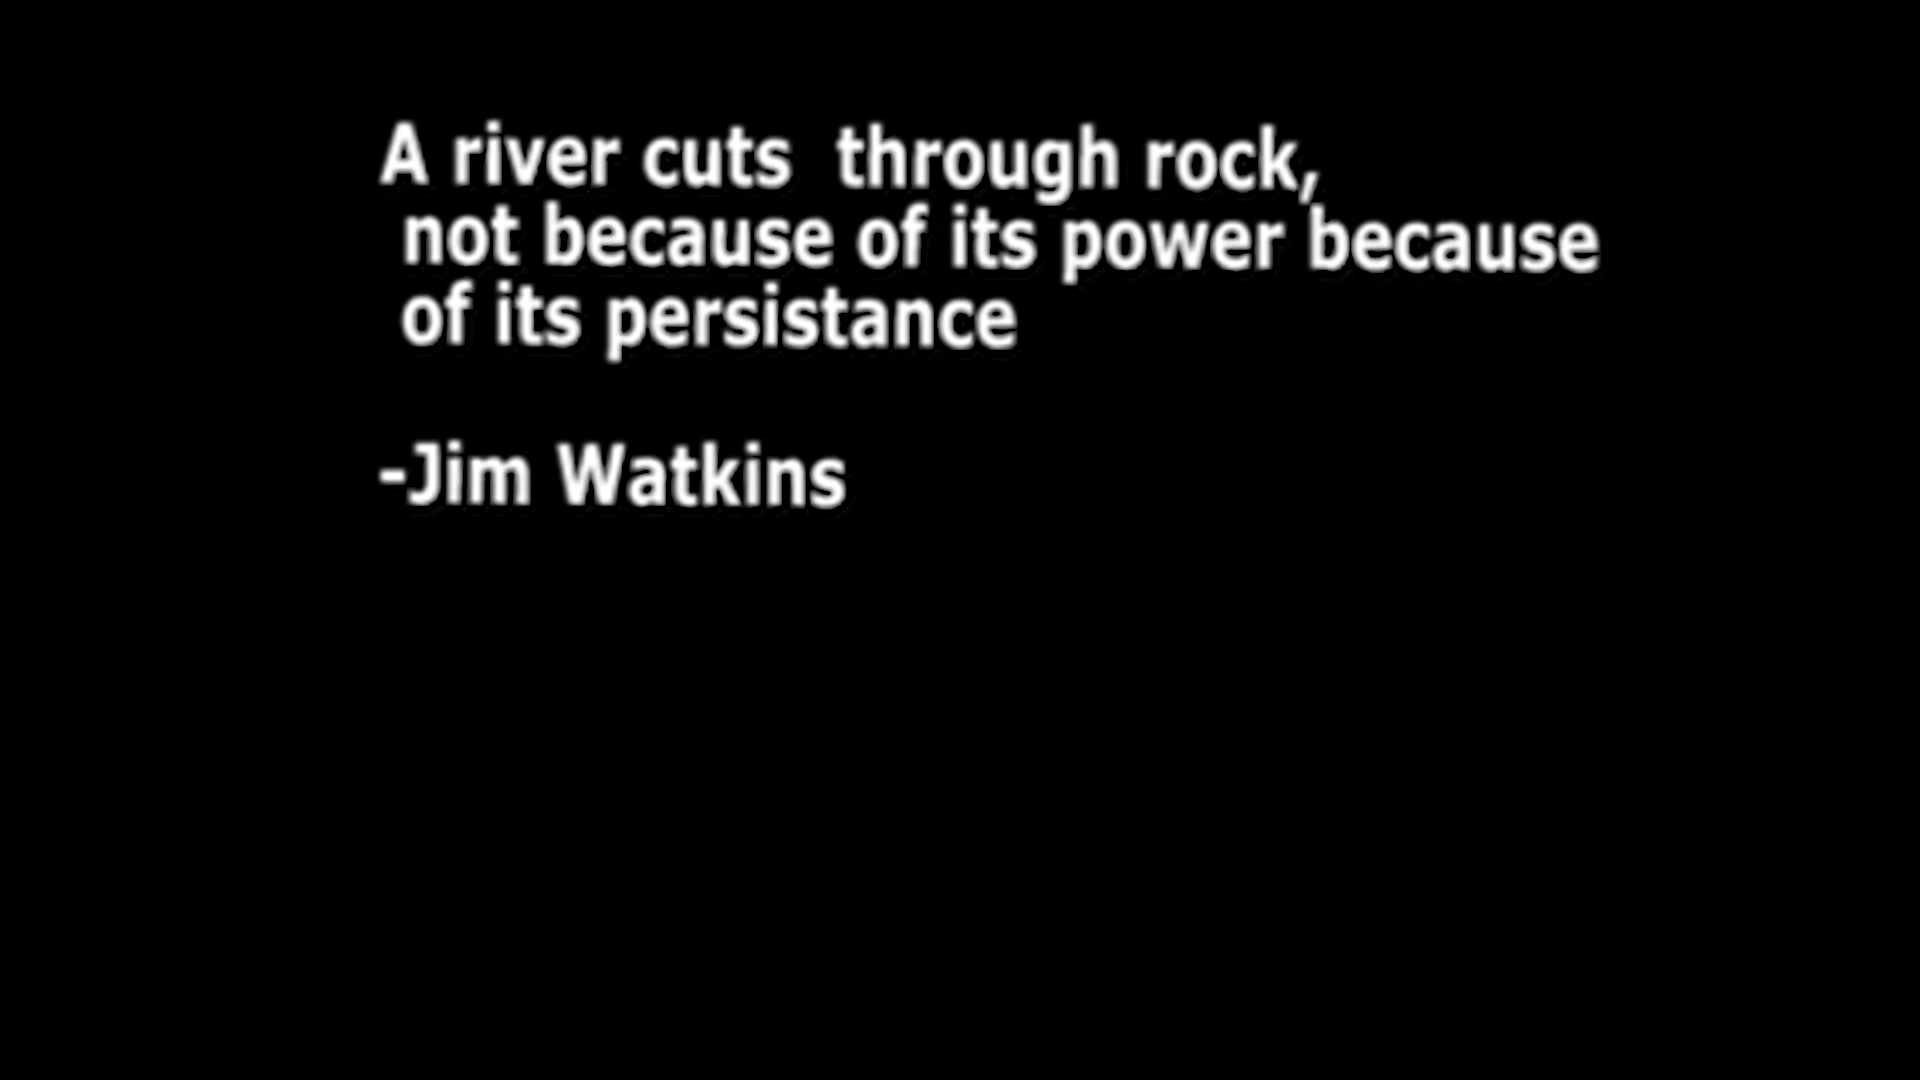 A river cuts  through rock,
not because of its power because
of its persistance
-Jim Watkins